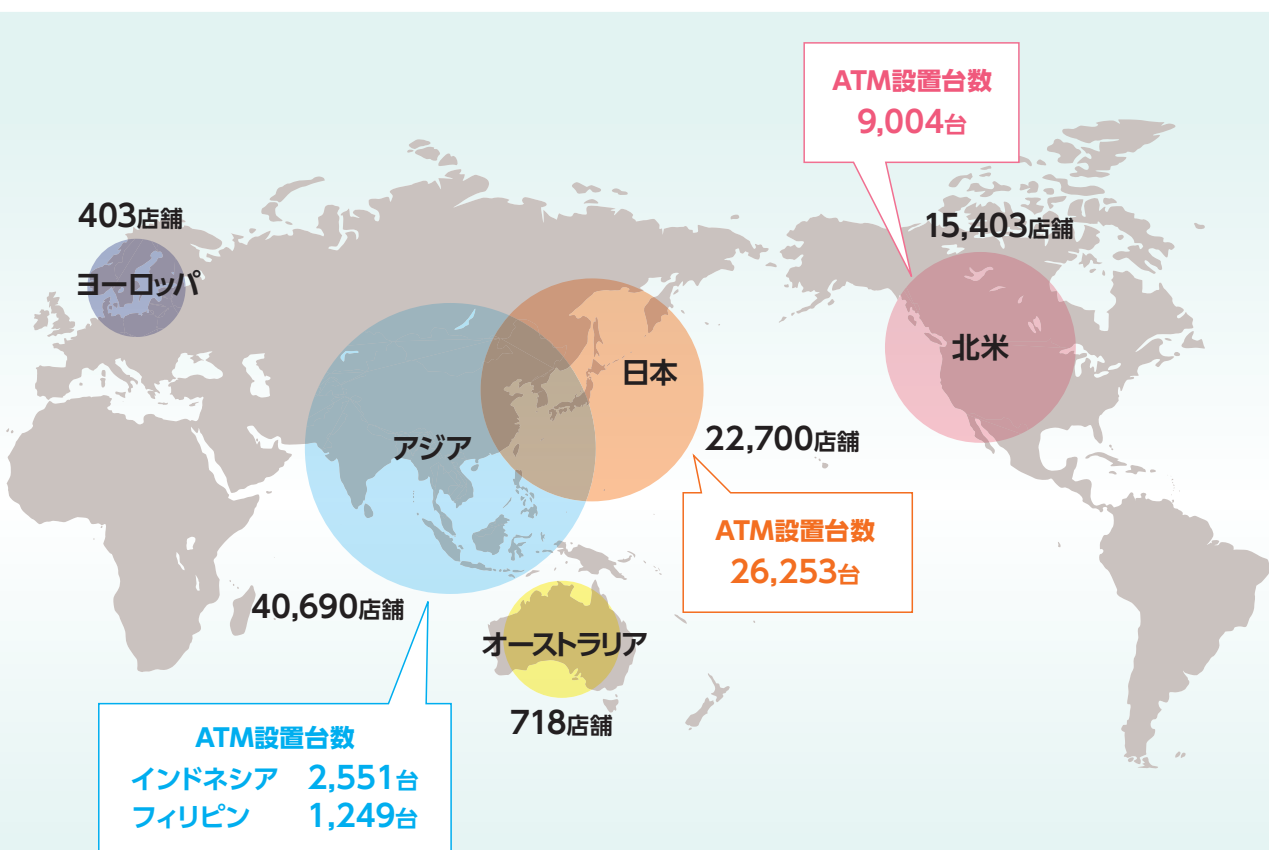 ATM設置台数
9,004台
403店舗
ヨーロッパ
15,403店舗
北米
日本
アジア
22,700店舗
ATM設置台数
26,253台
40,690店舗
オーストラリア
718店舗
ATM設置台数
インドネシア 2,551台
フィリピン 1,249台